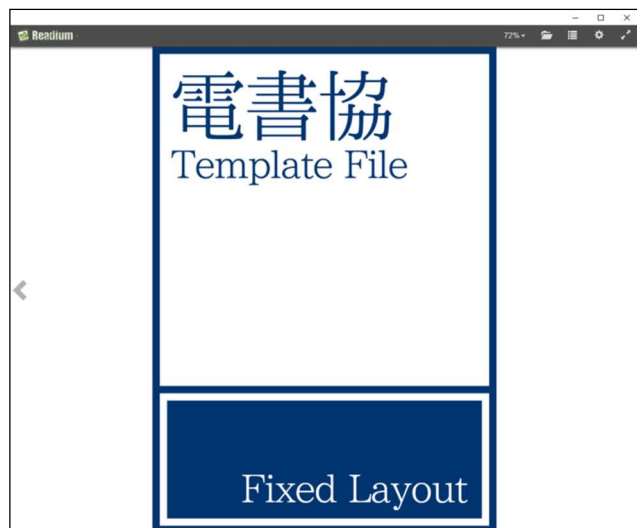 Readium
72%
電書協
Template File
Fixed Layout